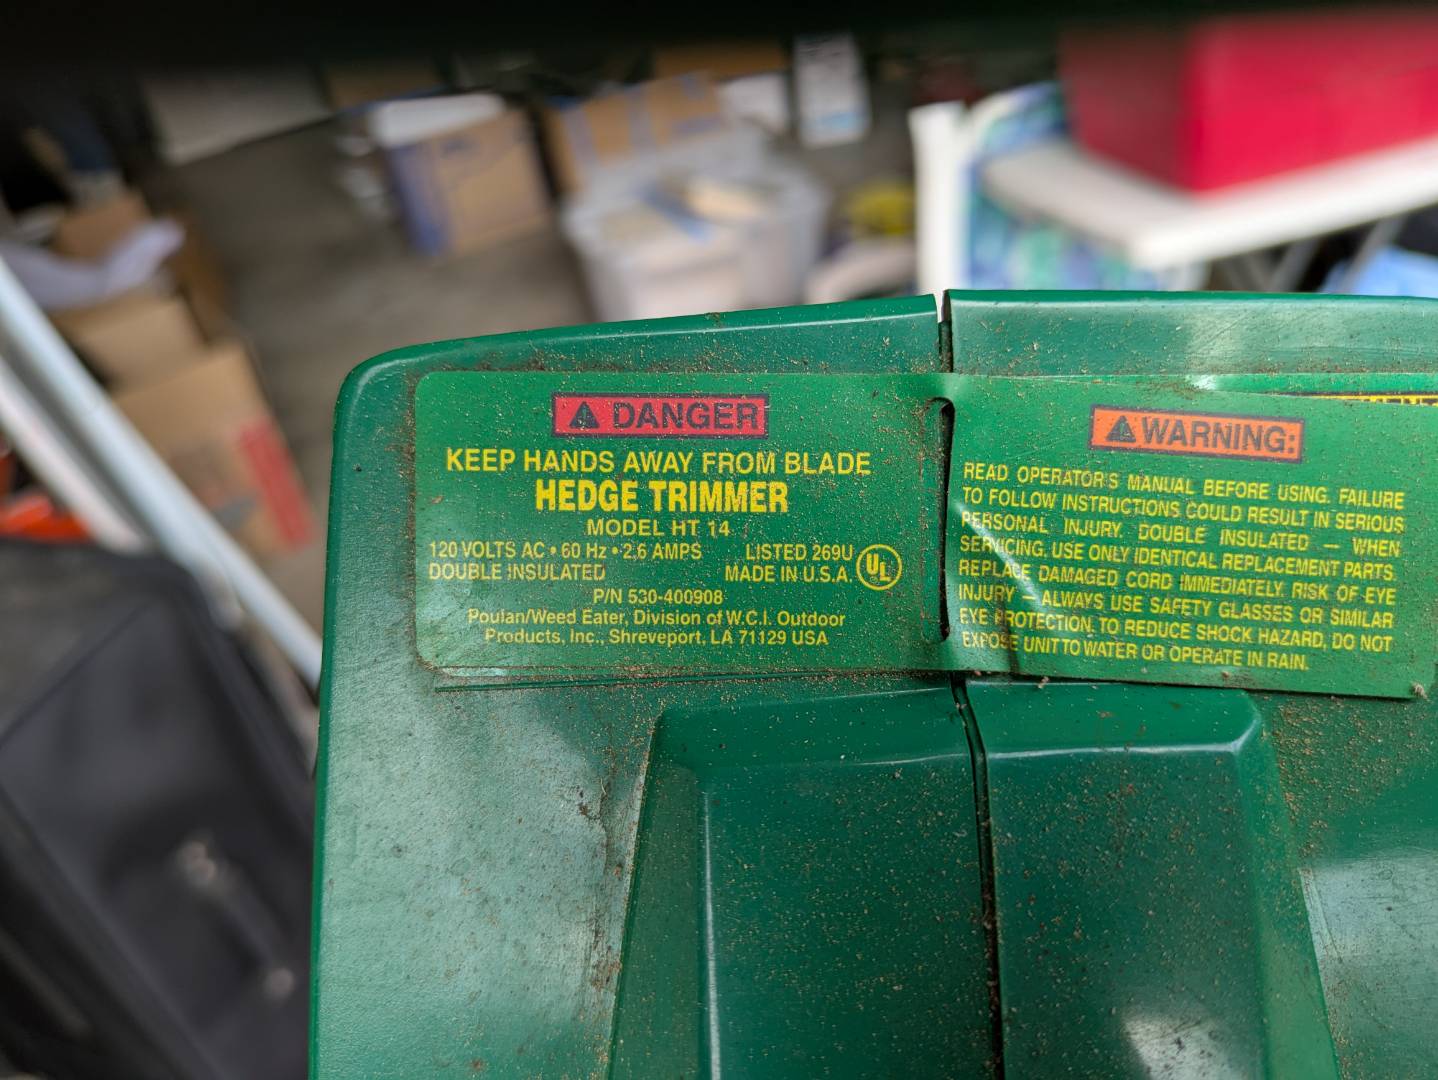 DANGER
KEEP HANDS AWAY FROM BLADE
HEDGE TRIMMER
MODEL HT 14
120 VOLTS AC • 60 Hz • 2.6 AMPS LISTED 269U
DOUBLE INSULATED MADE IN U.S.A.
UL
P/N 530-400908
Poulan/Weed Eater, Division of W.C.I. Outdoor
Products, Inc., Shreveport, LA 71129 USA
WARNING:
READ OPERATOR'S MANUAL BEFORE USING. FAILURE
TO FOLLOW INSTRUCTIONS COULD RESULT IN SERIOUS
PERSONAL INJURY. DOUBLE INSULATED — WHEN
SERVICING, USE ONLY IDENTICAL REPLACEMENT PARTS.
REPLACE DAMAGED CORD IMMEDIATELY. RISK OF EYE
INJURY — ALWAYS USE SAFETY GLASSES OR SIMILAR
EYE PROTECTION. TO REDUCE SHOCK HAZARD, DO NOT
EXPOSE UNIT TO WATER OR OPERATE IN RAIN.